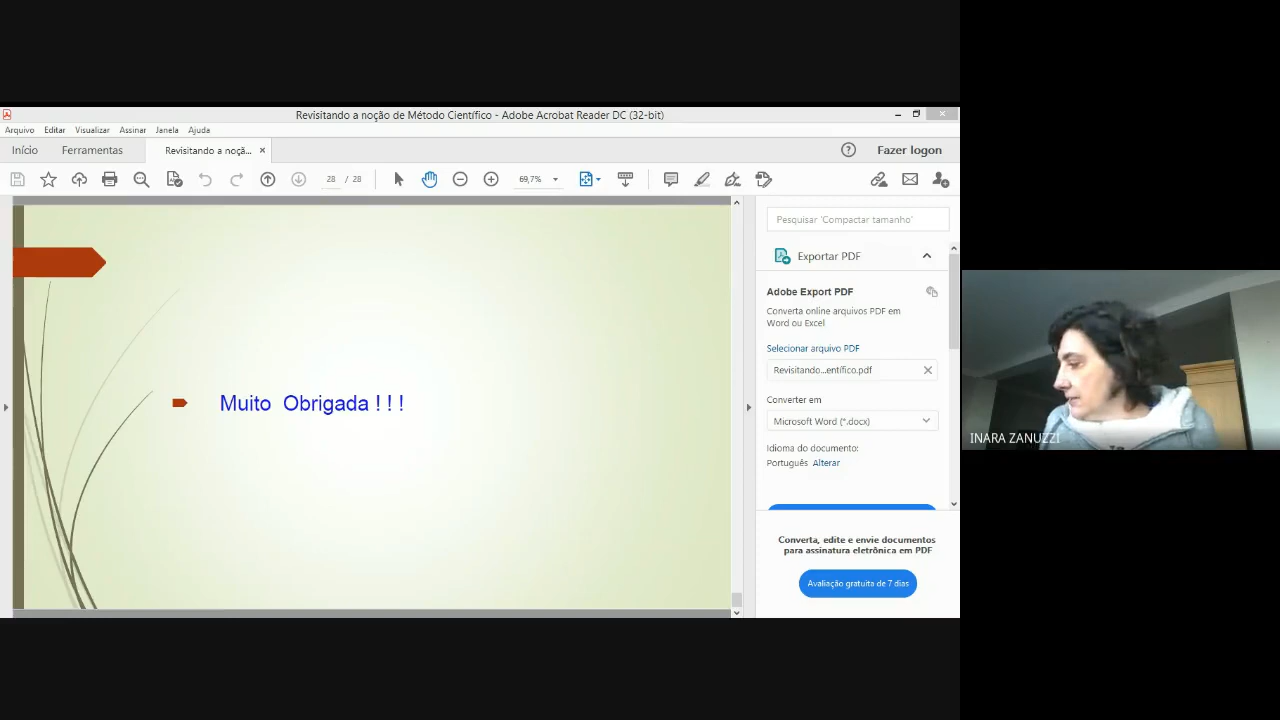 Revisitando a noção de Método Científico - Adobe Acrobat Reader DC (32-bit)
Arquivo Editar Visualizar Assinar Janela Ajuda
Início Ferramentas Revisitando a noçã... Fazer logon
28 / 28 69,7%
Muito Obrigada ! ! !
Pesquisar 'Compactar tamanho'
Exportar PDF
Adobe Export PDF
Converta online arquivos PDF em
Word ou Excel
Selecionar arquivo PDF
Revisitando...entífico.pdf
Converter em
Microsoft Word (*.docx)
Idioma do documento:
Português Alterar
Converta, edite e envie documentos
para assinatura eletrônica em PDF
Avaliação gratuita de 7 dias
INARA ZANUZZI